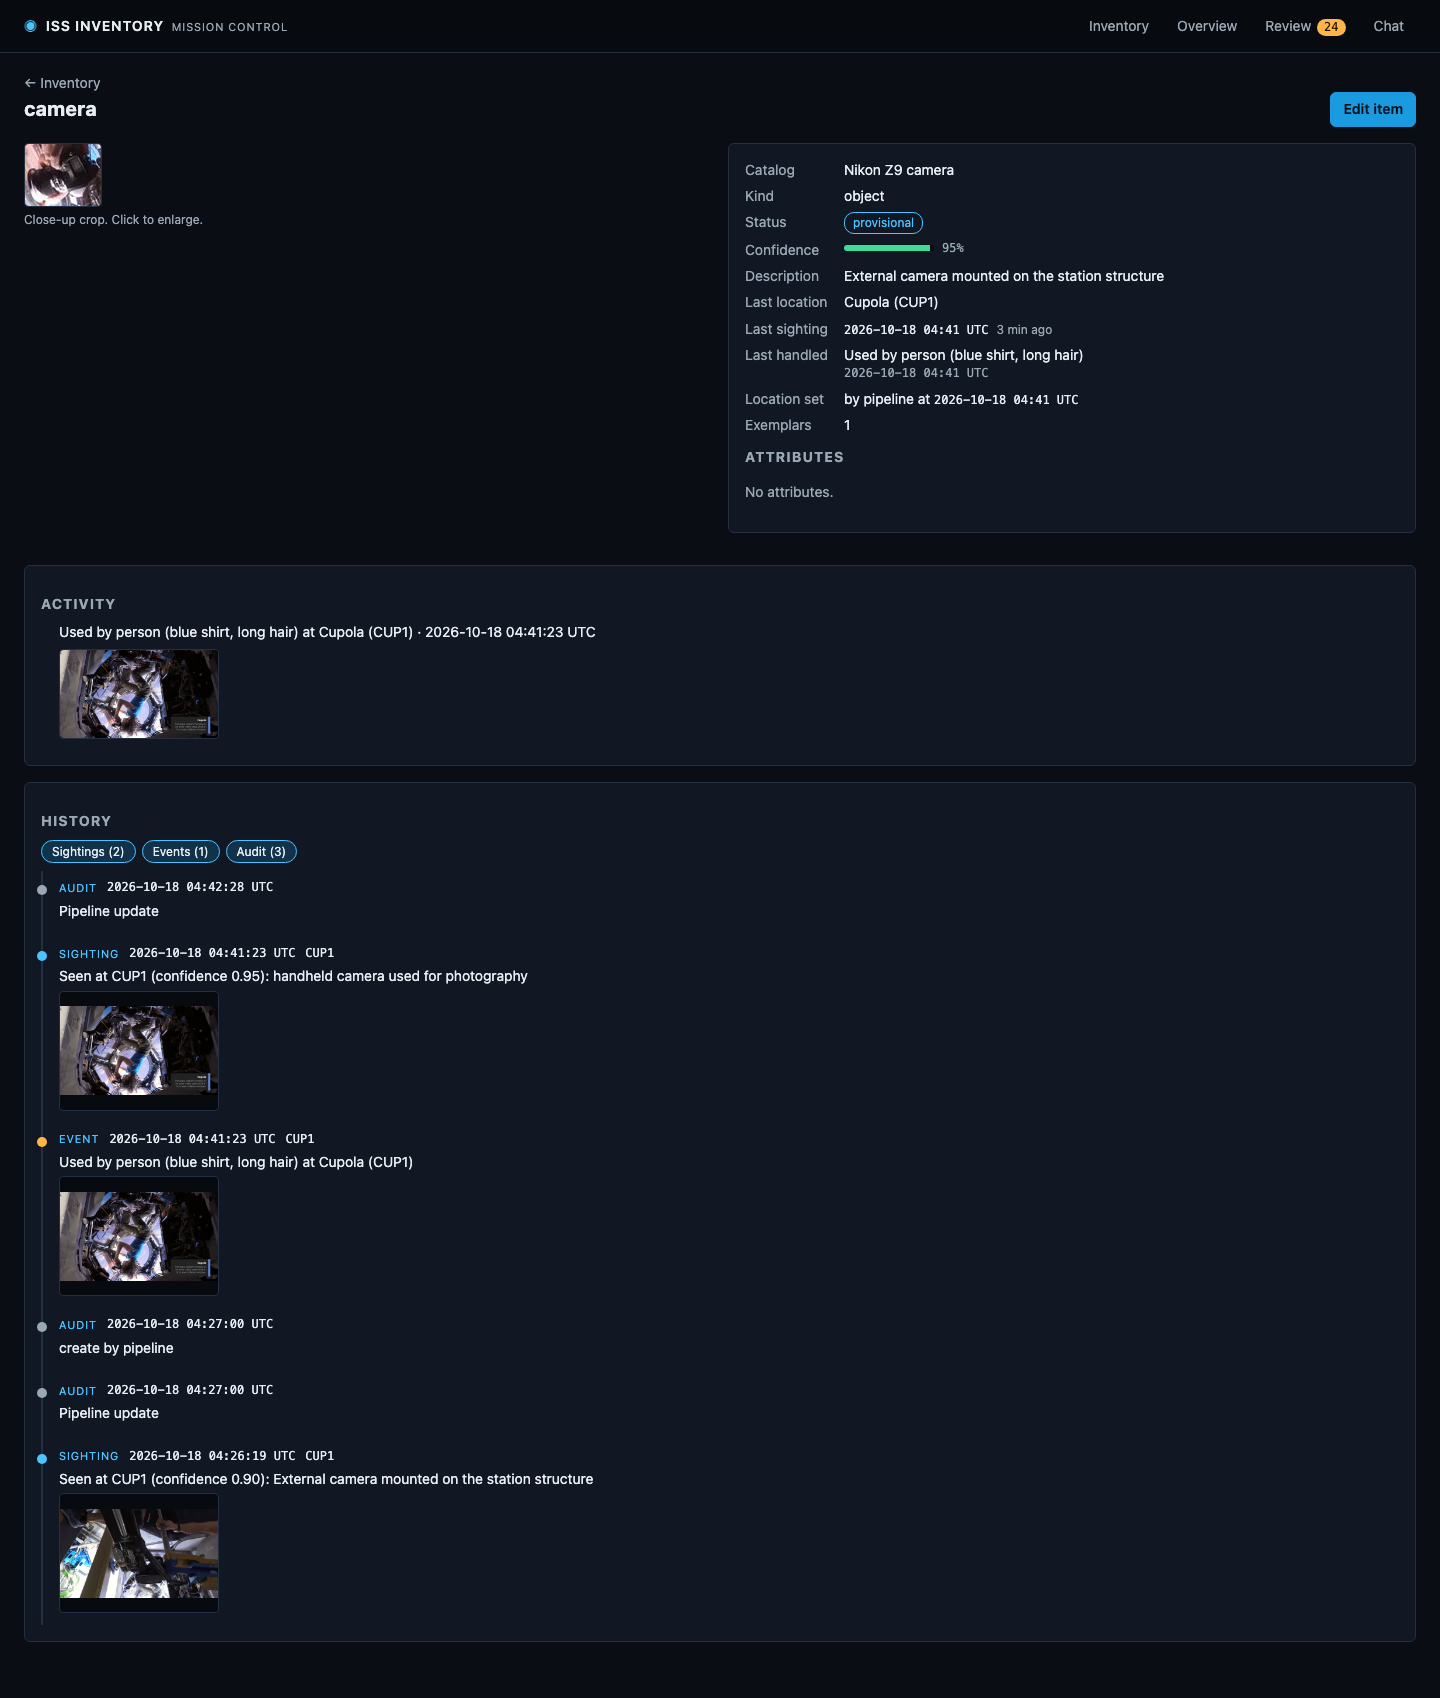 ISS INVENTORY MISSION CONTROL
Inventory Overview Review 24 Chat
← Inventory
camera
Edit item
Close-up crop. Click to enlarge.
Catalog Nikon Z9 camera
Kind object
Status provisional
Confidence 95%
Description External camera mounted on the station structure
Last location Cupola (CUP1)
Last sighting 2026-10-18 04:41 UTC 3 min ago
Last handled Used by person (blue shirt, long hair)
2026-10-18 04:41 UTC
Location set by pipeline at 2026-10-18 04:41 UTC
Exemplars 1
ATTRIBUTES
No attributes.
ACTIVITY
Used by person (blue shirt, long hair) at Cupola (CUP1) · 2026-10-18 04:41:23 UTC
HISTORY
Sightings (2) Events (1) Audit (3)
AUDIT 2026-10-18 04:42:28 UTC
Pipeline update
SIGHTING 2026-10-18 04:41:23 UTC CUP1
Seen at CUP1 (confidence 0.95): handheld camera used for photography
EVENT 2026-10-18 04:41:23 UTC CUP1
Used by person (blue shirt, long hair) at Cupola (CUP1)
AUDIT 2026-10-18 04:27:00 UTC
create by pipeline
AUDIT 2026-10-18 04:27:00 UTC
Pipeline update
SIGHTING 2026-10-18 04:26:19 UTC CUP1
Seen at CUP1 (confidence 0.90): External camera mounted on the station structure